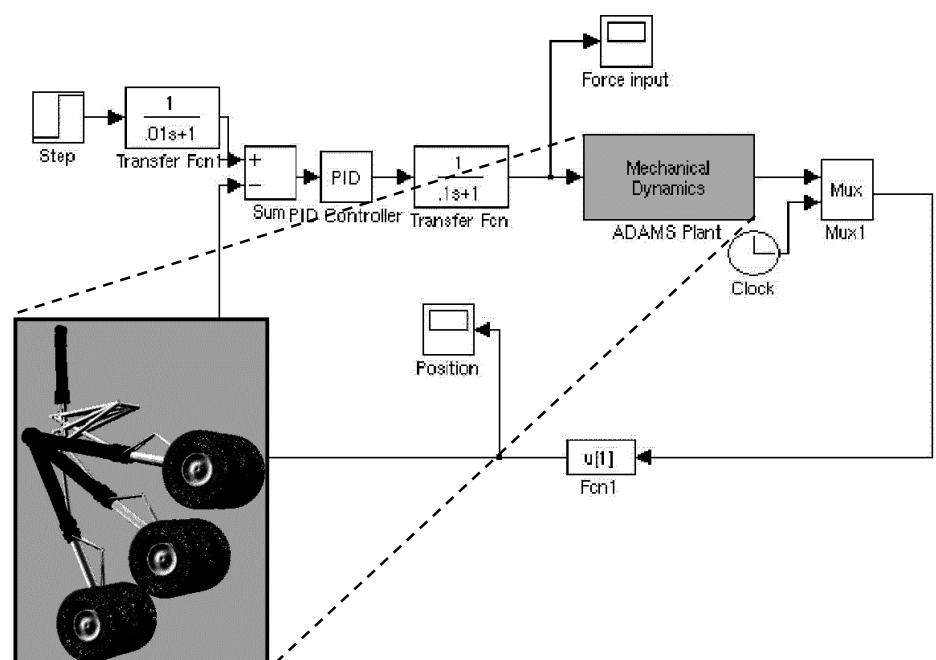 Force input
1
.01s+1
Step
Transfer Fcn1
+
−
Sum
PID
PID Controller
1
.1s+1
Transfer Fcn
Mechanical
Dynamics
ADAMS Plant
Mux
Mux1
Clock
Position
u[1]
Fcn1